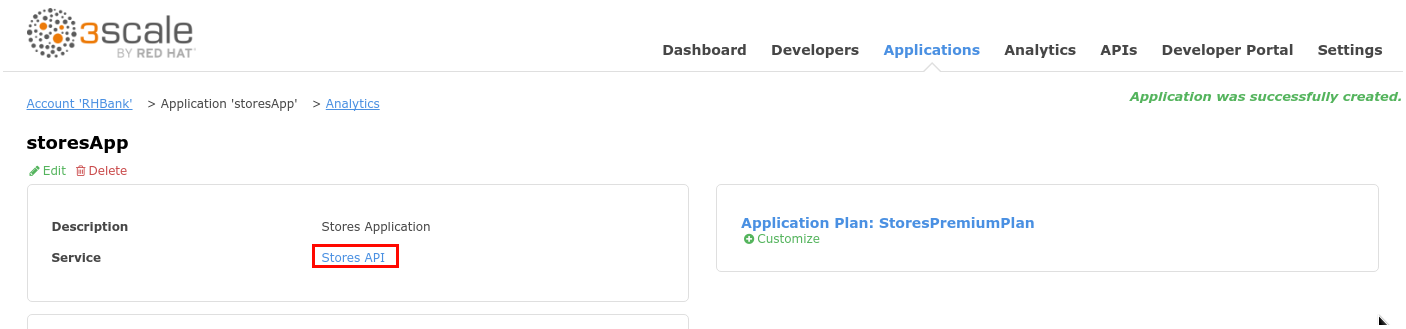 3scale
BY RED HAT
Dashboard Developers Applications Analytics APIs Developer Portal Settings
Account 'RHBank' > Application 'storesApp' > Analytics
Application was successfully created.
storesApp
Edit Delete
Description Stores Application
Service Stores API
Application Plan: StoresPremiumPlan
Customize